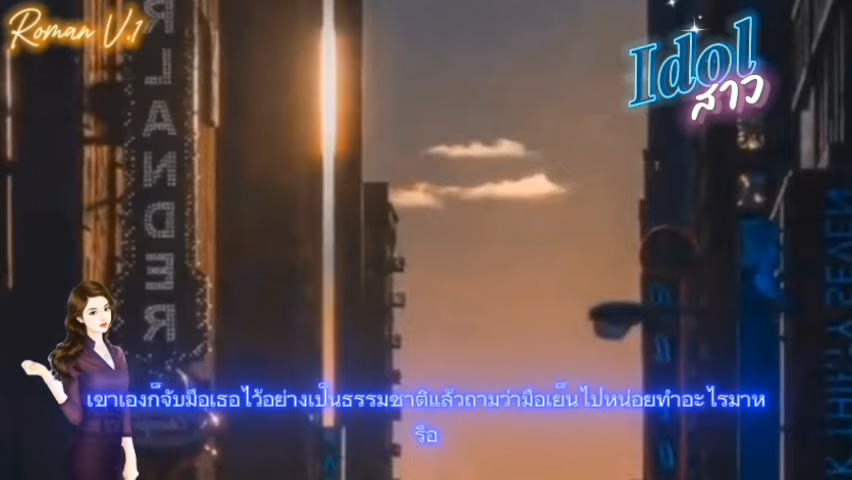 Roman V.1
Idol
สาว
RLANDER
เขาเองก็จับมือเธอไว้อย่างเป็นธรรมชาติแล้วถามว่ามือเย็นไปหน่อยทำอะไรมาห
รือ